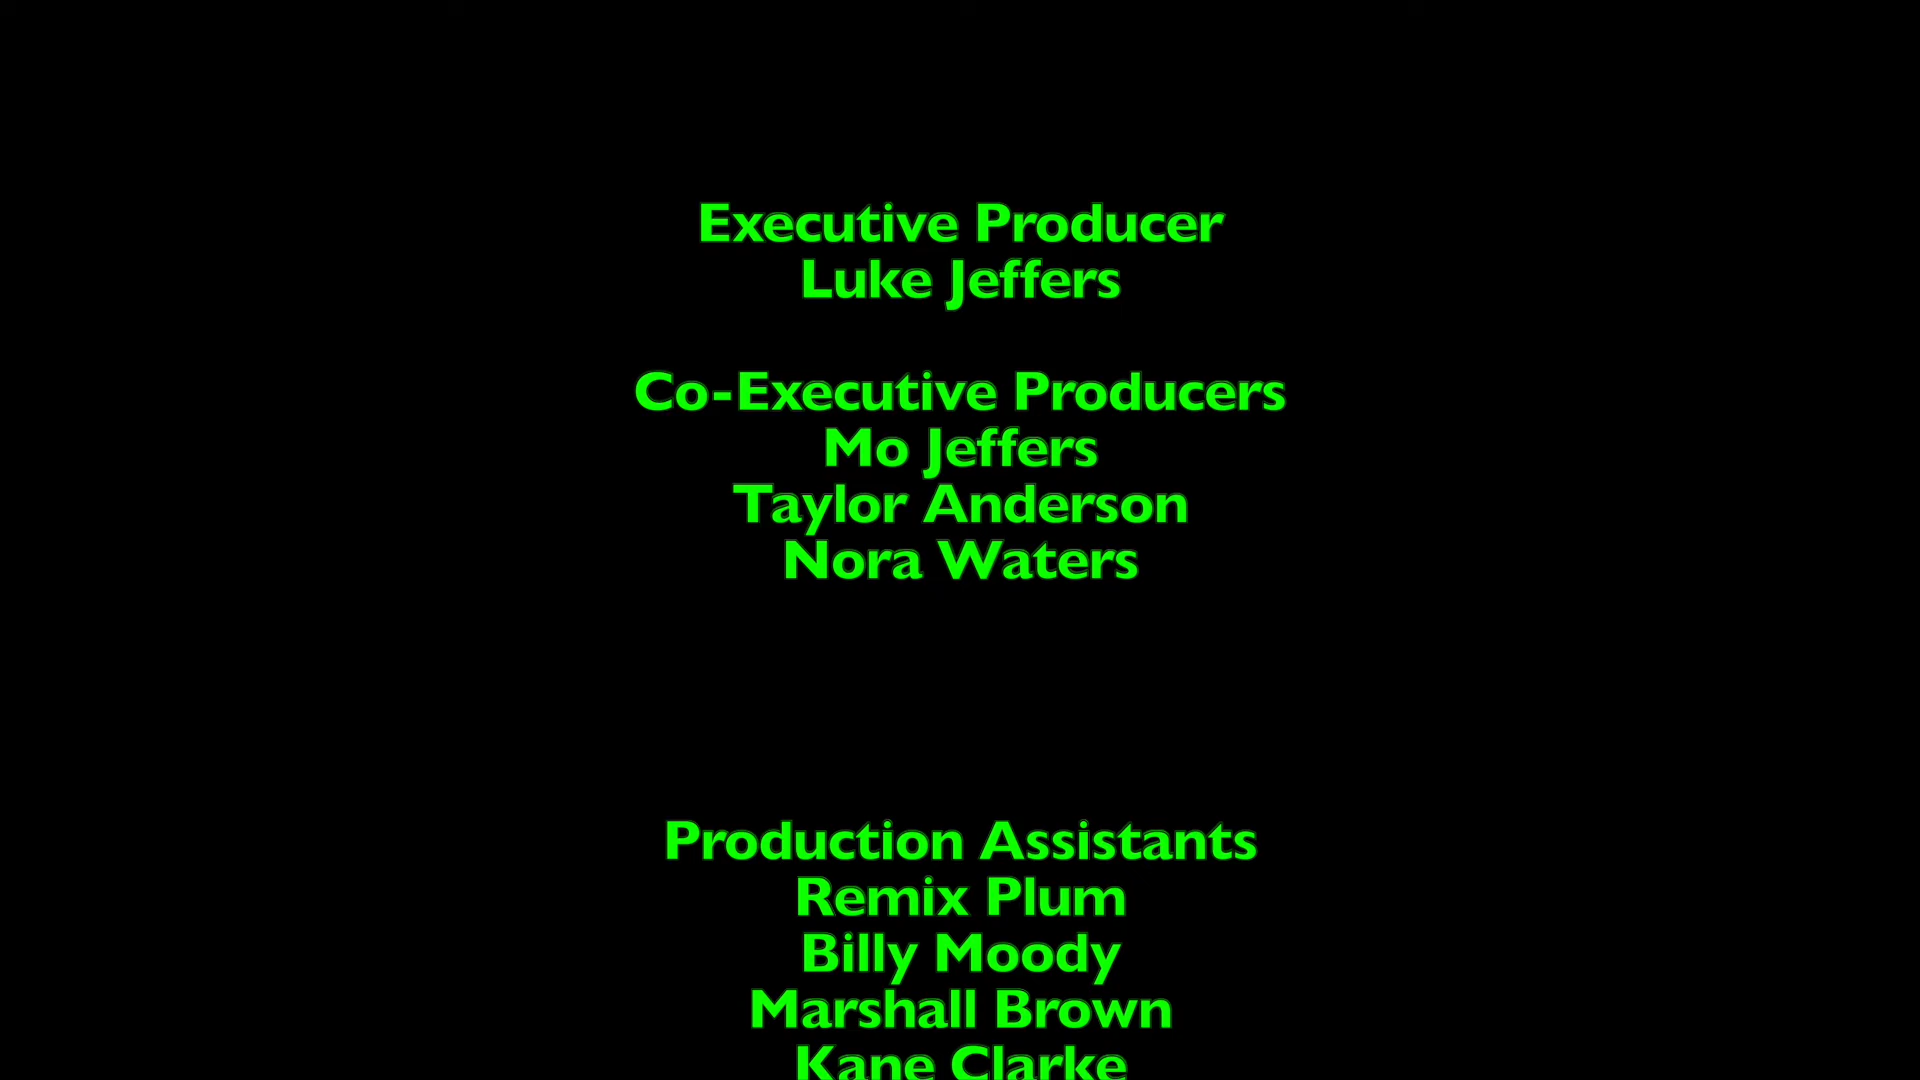 Executive Producer
Luke Jeffers
Co-Executive Producers
Mo Jeffers
Taylor Anderson
Nora Waters
Production Assistants
Remix Plum
Billy Moody
Marshall Brown
Kane Clarke